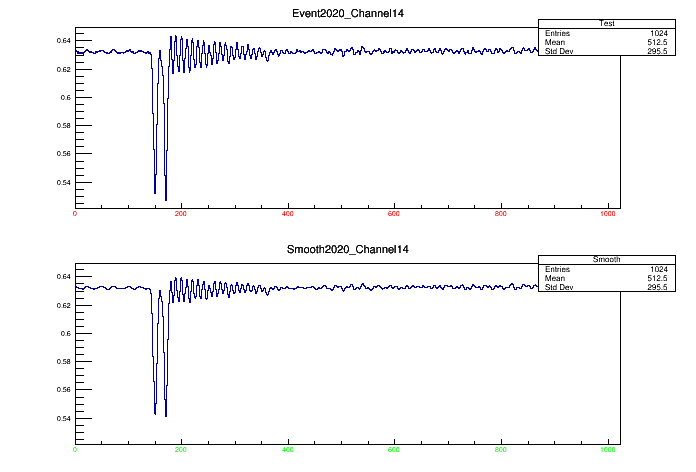 Event2020_Channel14
Test
Entries 1024
Mean 512.5
Std Dev 295.5
0.64
0.62
0.6
0.58
0.56
0.54
0 200 400 600 800 1000
Smooth2020_Channel14
Smooth
Entries 1024
Mean 512.5
Std Dev 295.5
0.64
0.62
0.6
0.58
0.56
0.54
0 200 400 600 800 1000